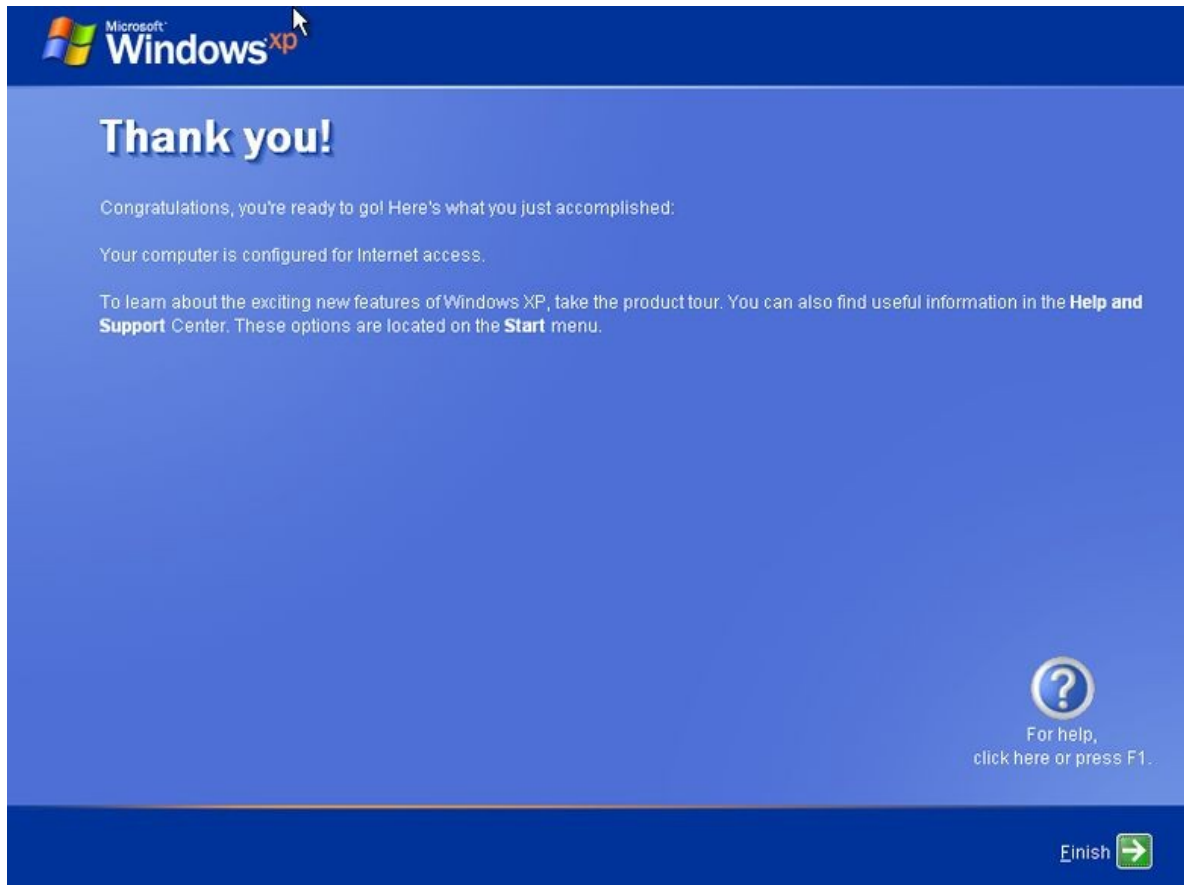 Microsoft®
Windows xp
Thank you!
Congratulations, you're ready to go! Here's what you just accomplished:
Your computer is configured for Internet access.
To learn about the exciting new features of Windows XP, take the product tour. You can also find useful information in the Help and
Support Center. These options are located on the Start menu.
For help,
click here or press F1.
Finish